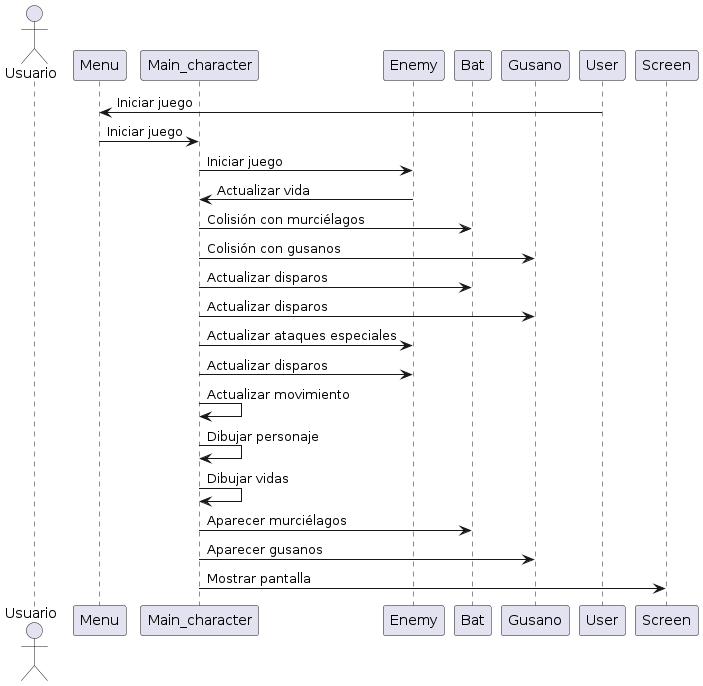 Usuario
Menu
Main_character
Enemy
Bat
Gusano
User
Screen
Iniciar juego
Iniciar juego
Iniciar juego
Actualizar vida
Colisión con murciélagos
Colisión con gusanos
Actualizar disparos
Actualizar disparos
Actualizar ataques especiales
Actualizar disparos
Actualizar movimiento
Dibujar personaje
Dibujar vidas
Aparecer murciélagos
Aparecer gusanos
Mostrar pantalla
Usuario
Menu
Main_character
Enemy
Bat
Gusano
User
Screen